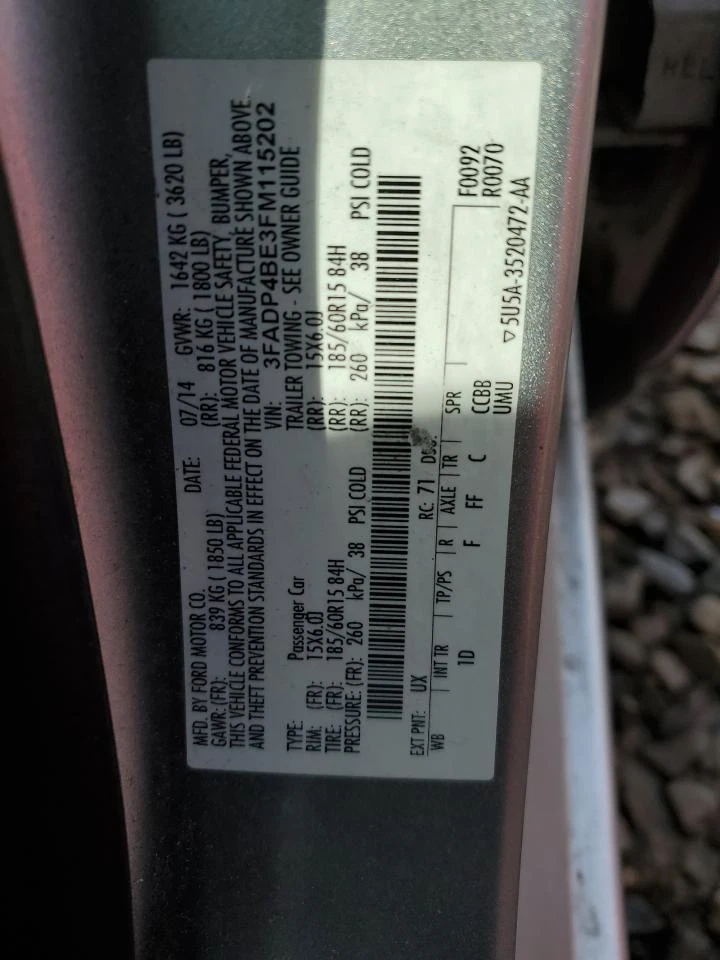 MFD. BY FORD MOTOR CO. DATE: 07/14 GVWR: 1642 KG ( 3620 LB)
GAWR: (FR): 839 KG ( 1850 LB) (RR): 816 KG ( 1800 LB)
THIS VEHICLE CONFORMS TO ALL APPLICABLE FEDERAL MOTOR VEHICLE SAFETY, BUMPER,
AND THEFT PREVENTION STANDARDS IN EFFECT ON THE DATE OF MANUFACTURE SHOWN ABOVE.
VIN: 3FADP4BE3FM115202
TYPE: Passenger Car TRAILER TOWING - SEE OWNER GUIDE
RIM: (FR): 15X6.0J (RR): 15X6.0J
TIRE: (FR): 185/60R15 84H (RR): 185/60R15 84H
PRESSURE: (FR): 260 kPa/ 38 PSI COLD (RR): 260 kPa/ 38 PSI COLD
EXT PNT: UX RC: 71 DSO: F0092
WB INT TR TP/PS R AXLE TR SPR R0070
1D F FF C CCBB
UMU ▽5U5A-3520472-AA